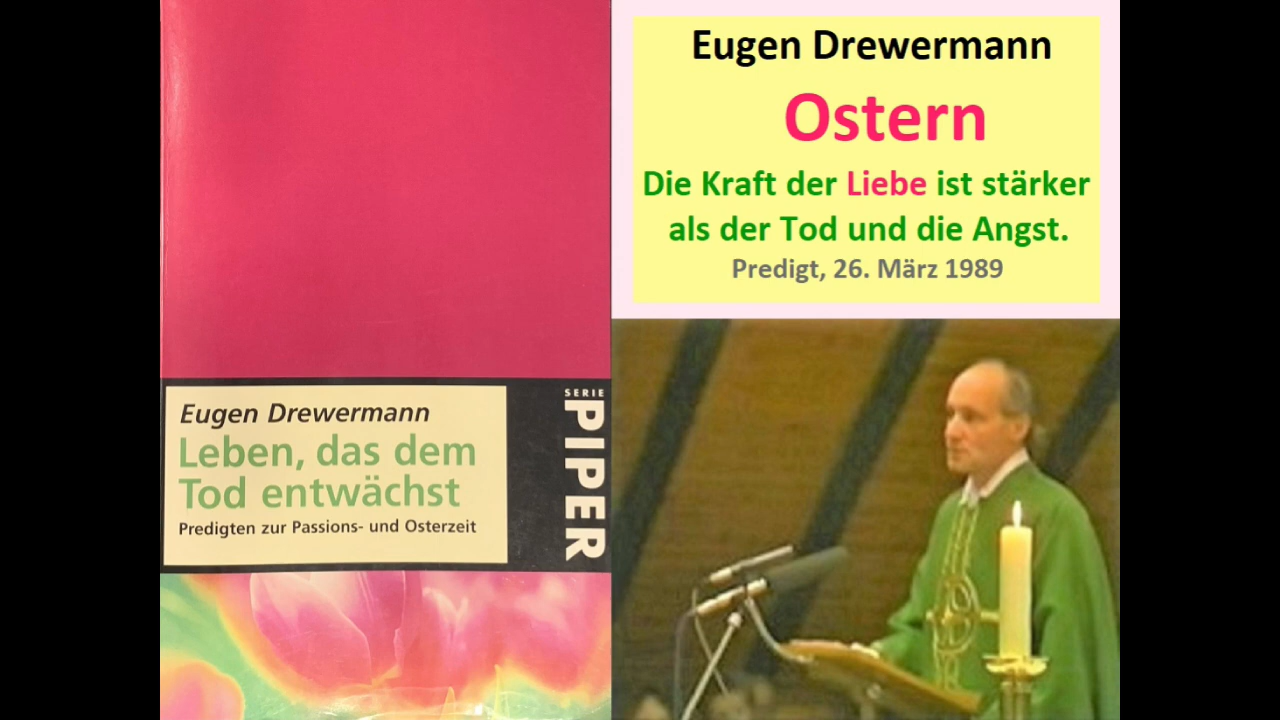 Eugen Drewermann
Ostern
Die Kraft der Liebe ist stärker
als der Tod und die Angst.
Predigt, 26. März 1989
Eugen Drewermann
Leben, das dem
Tod entwächst
Predigten zur Passions- und Osterzeit
SERIE
PIPER